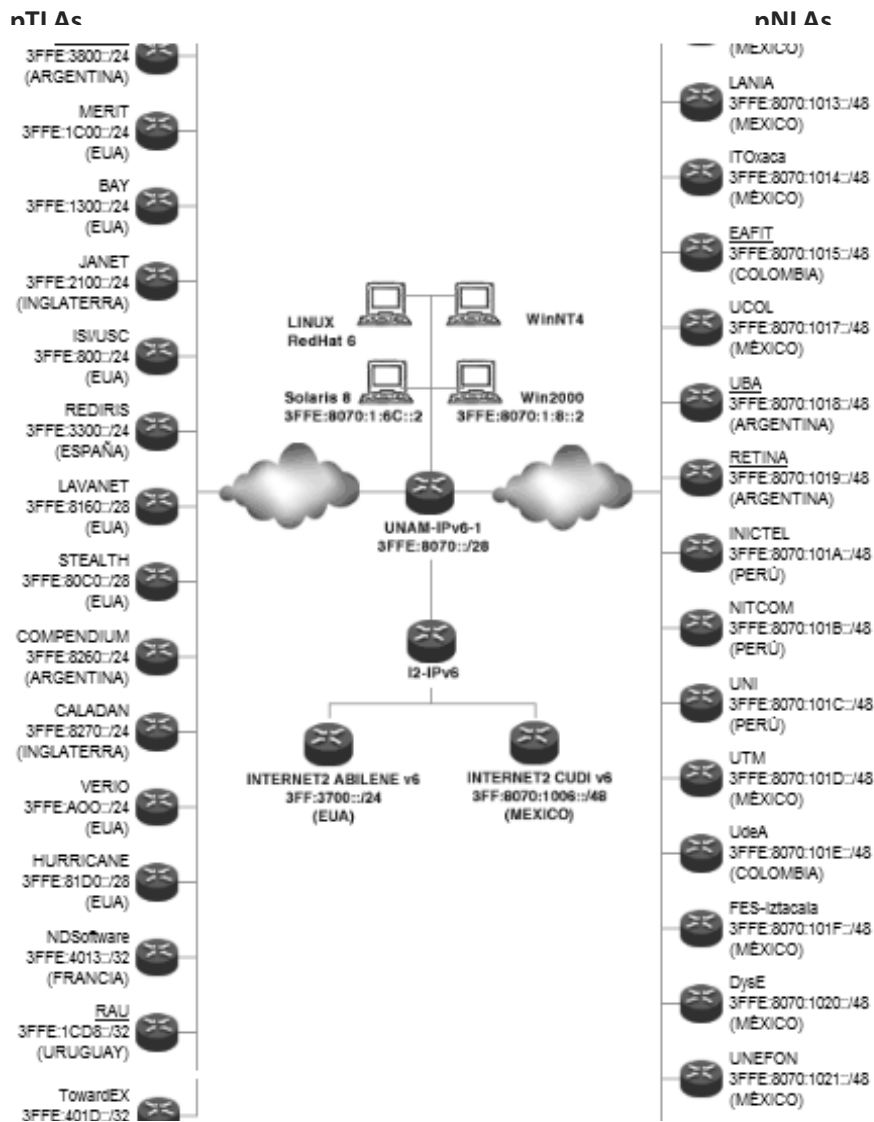 pTLAs
pNLAs
3FFE:3800::/24
(ARGENTINA)
MERIT
3FFE:1C00::/24
(EUA)
BAY
3FFE:1300::/24
(EUA)
JANET
3FFE:2100::/24
(INGLATERRA)
ISI/USC
3FFE:800::/24
(EUA)
REDIRIS
3FFE:3300::/24
(ESPAÑA)
LAVANET
3FFE:8160::/28
(EUA)
STEALTH
3FFE:80C0::/28
(EUA)
COMPENDIUM
3FFE:8260::/24
(ARGENTINA)
CALADAN
3FFE:8270::/24
(INGLATERRA)
VERIO
3FFE:AOO::/24
(EUA)
HURRICANE
3FFE:81D0::/28
(EUA)
NDSoftware
3FFE:4013::/32
(FRANCIA)
RAU
3FFE:1CD8::/32
(URUGUAY)
TowardEX
3FFE:401D::/32
LINUX
RedHat 6
WinNT4
Solaris 8
3FFE:8070:1:6C::2
Win2000
3FFE:8070:1:8::2
UNAM-IPv6-1
3FFE:8070::/28
I2-IPv6
INTERNET2 ABILENE v6
3FF:3700::/24
(EUA)
INTERNET2 CUDI v6
3FF:8070:1006::/48
(MEXICO)
(MEXICO)
LANIA
3FFE:8070:1013::/48
(MEXICO)
ITOxaca
3FFE:8070:1014::/48
(MÉXICO)
EAFIT
3FFE:8070:1015::/48
(COLOMBIA)
UCOL
3FFE:8070:1017::/48
(MÉXICO)
UBA
3FFE:8070:1018::/48
(ARGENTINA)
RETINA
3FFE:8070:1019::/48
(ARGENTINA)
INICTEL
3FFE:8070:101A::/48
(PERÚ)
NITCOM
3FFE:8070:101B::/48
(PERÚ)
UNI
3FFE:8070:101C::/48
(PERÚ)
UTM
3FFE:8070:101D::/48
(MÉXICO)
UdeA
3FFE:8070:101E::/48
(COLOMBIA)
FES-Iztacala
3FFE:8070:101F::/48
(MÉXICO)
DysE
3FFE:8070:1020::/48
(MÉXICO)
UNEFON
3FFE:8070:1021::/48
(MÉXICO)